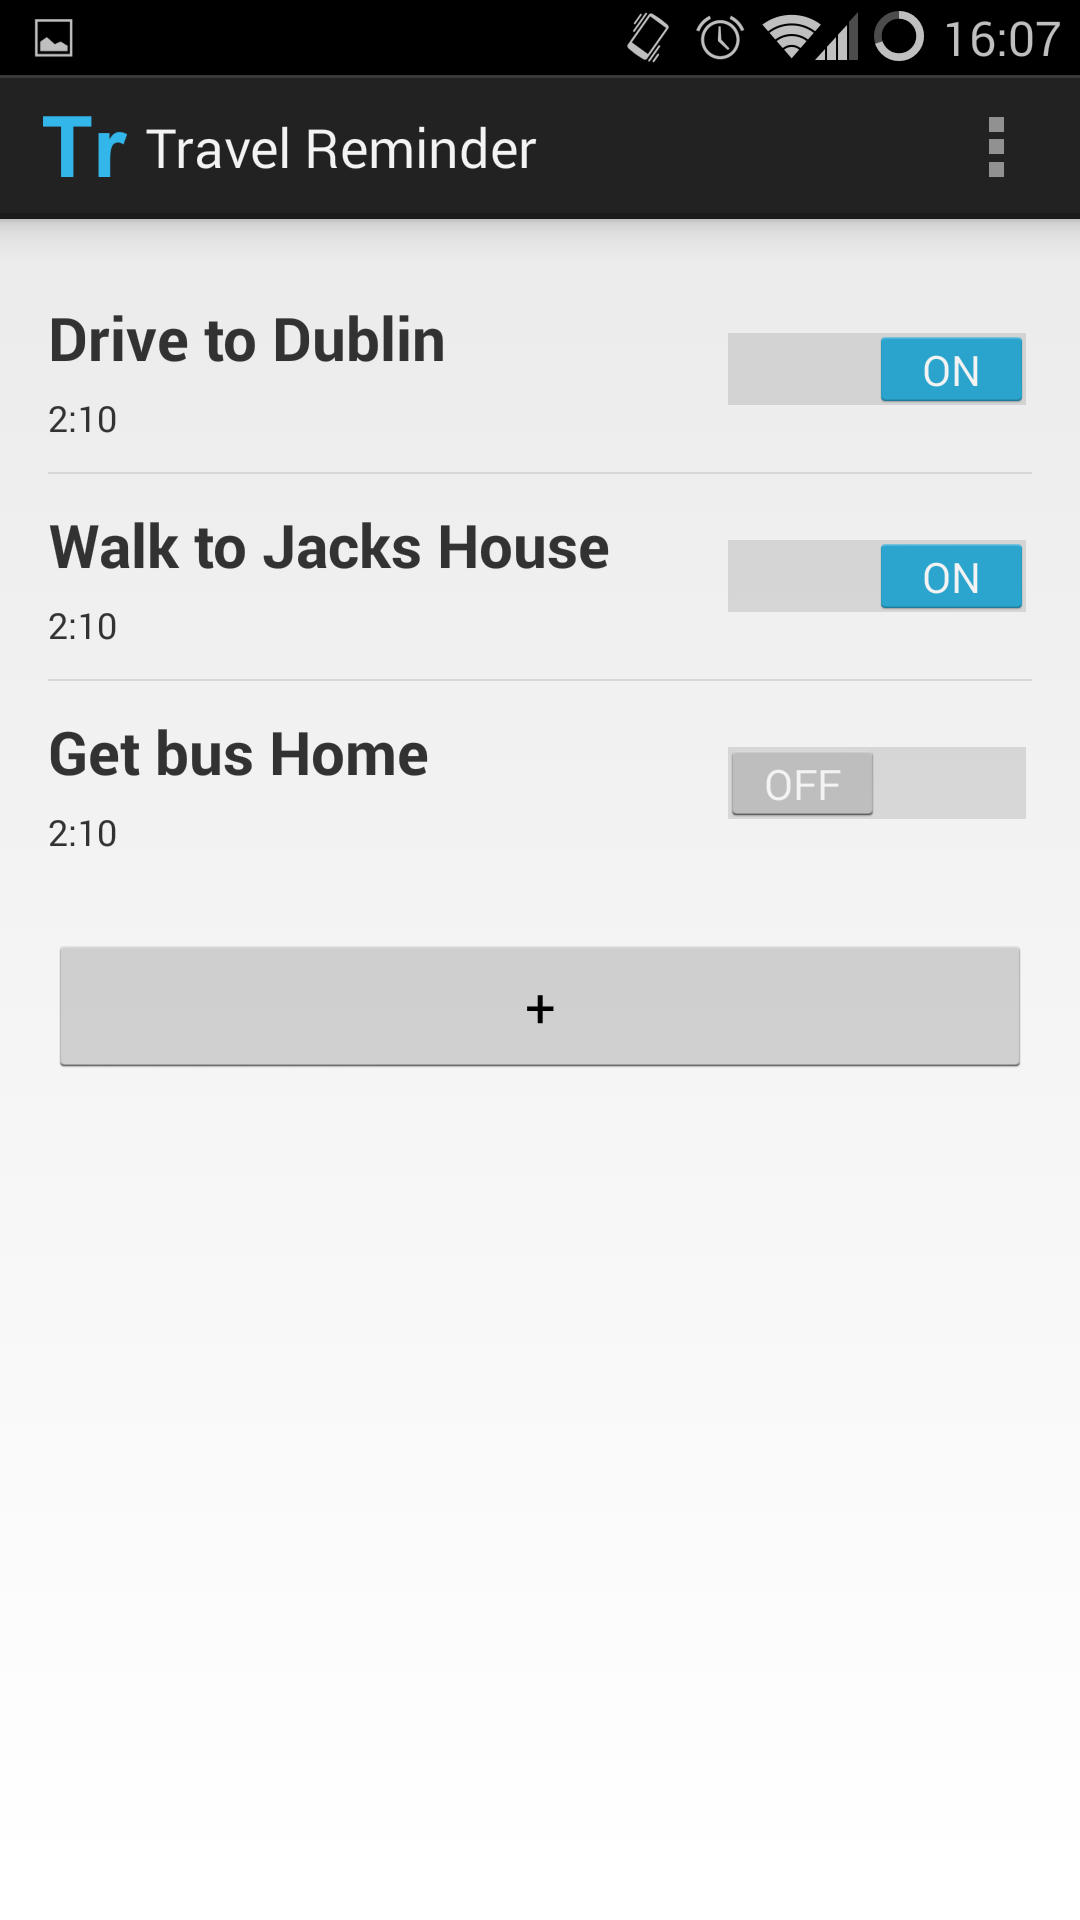 16:07
Tr Travel Reminder
Drive to Dublin
ON
2:10
Walk to Jacks House
ON
2:10
Get bus Home
OFF
2:10
+